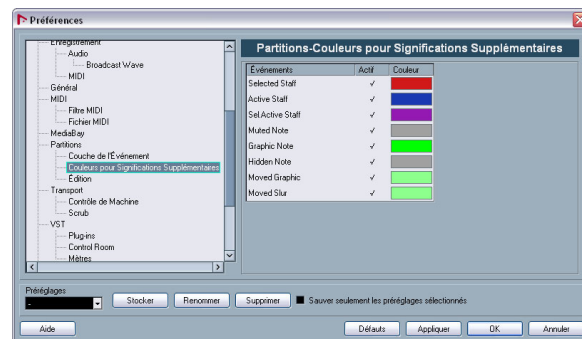 Préférences
Enregistrement
Audio
Broadcast Wave
MIDI
Général
MIDI
Filtre MIDI
Fichier MIDI
MediaBay
Partitions
Couche de l'Événement
Couleurs pour Significations Supplémentaires
Édition
Transport
Contrôle de Machine
Scrub
VST
Plug-ins
Control Room
Mètres
Partitions-Couleurs pour Significations Supplémentaires
Événements Actif Couleur
Selected Staff ✓
Active Staff ✓
Sel.Active Staff ✓
Muted Note ✓
Graphic Note ✓
Hidden Note ✓
Moved Graphic ✓
Moved Slur ✓
Préréglages
- Stocker Renommer Supprimer Sauver seulement les préréglages sélectionnés
Aide Défauts Appliquer OK Annuler